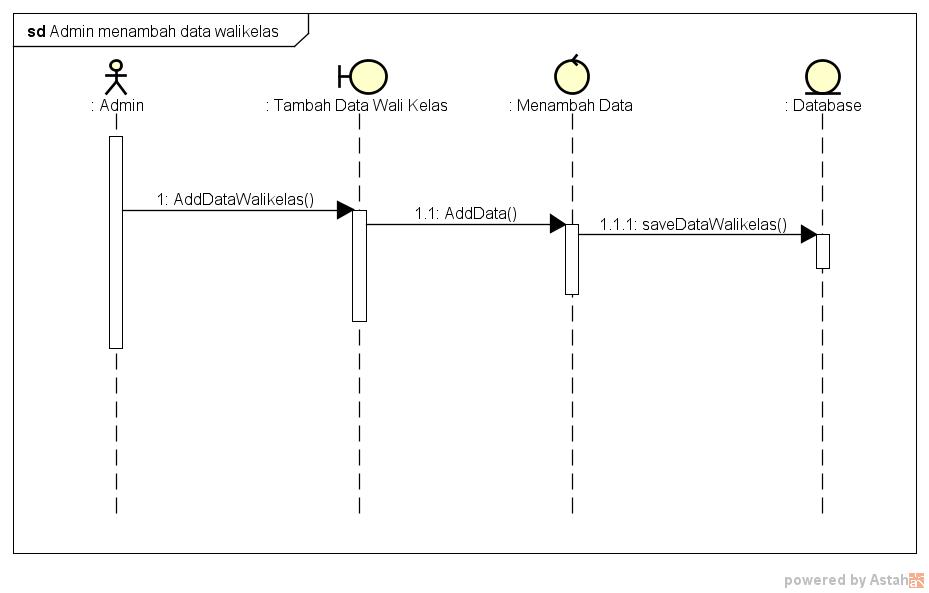 sd Admin menambah data walikelas
: Admin
: Tambah Data Wali Kelas
: Menambah Data
: Database
1: AddDataWalikelas()
1.1: AddData()
1.1.1: saveDataWalikelas()
powered by Astah